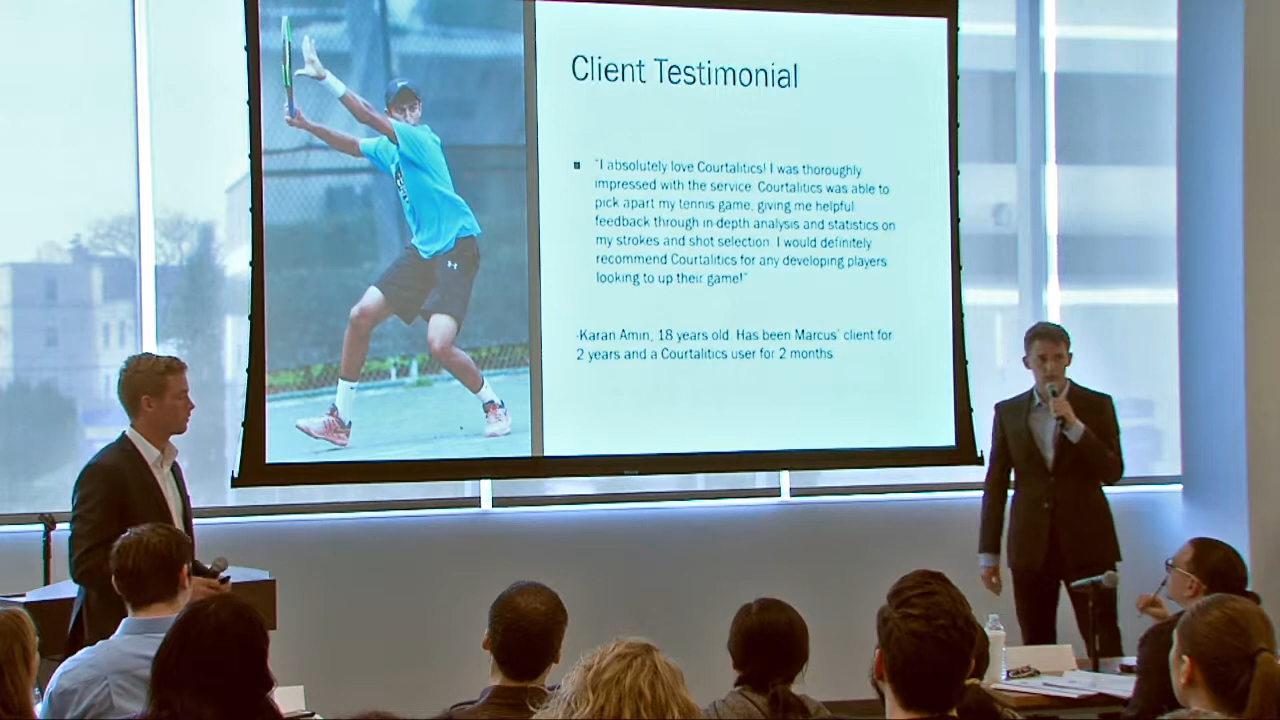 Client Testimonial
"I absolutely love Courtalitics! I was thoroughly
impressed with the service. Courtalitics was able to
pick apart my tennis game, giving me helpful
feedback through in-depth analysis and statistics on
my strokes and shot selection. I would definitely
recommend Courtalitics for any developing players
looking to up their game!"
-Karan Amin, 18 years old. Has been Marcus' client for
2 years and a Courtalitics user for 2 months